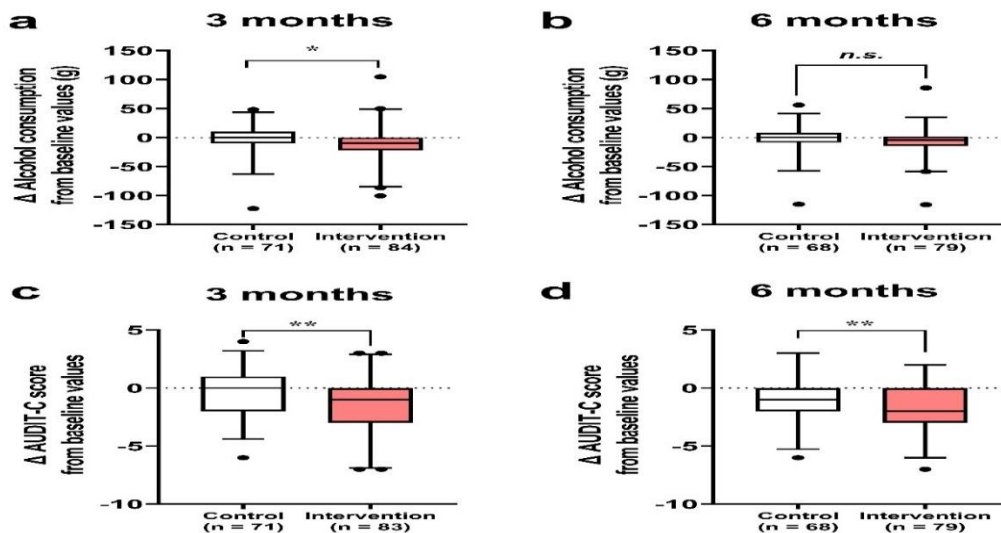 a 3 months
Δ Alcohol consumption
from baseline values (g)
150
100
50
0
-50
-100
-150
*
Control
(n = 71)
Intervention
(n = 84)
b 6 months
Δ Alcohol consumption
from baseline values (g)
150
100
50
0
-50
-100
-150
n.s.
Control
(n = 68)
Intervention
(n = 79)
c 3 months
Δ AUDIT-C score
from baseline values
5
0
-5
-10
**
Control
(n = 71)
Intervention
(n = 83)
d 6 months
Δ AUDIT-C score
from baseline values
5
0
-5
-10
**
Control
(n = 68)
Intervention
(n = 79)